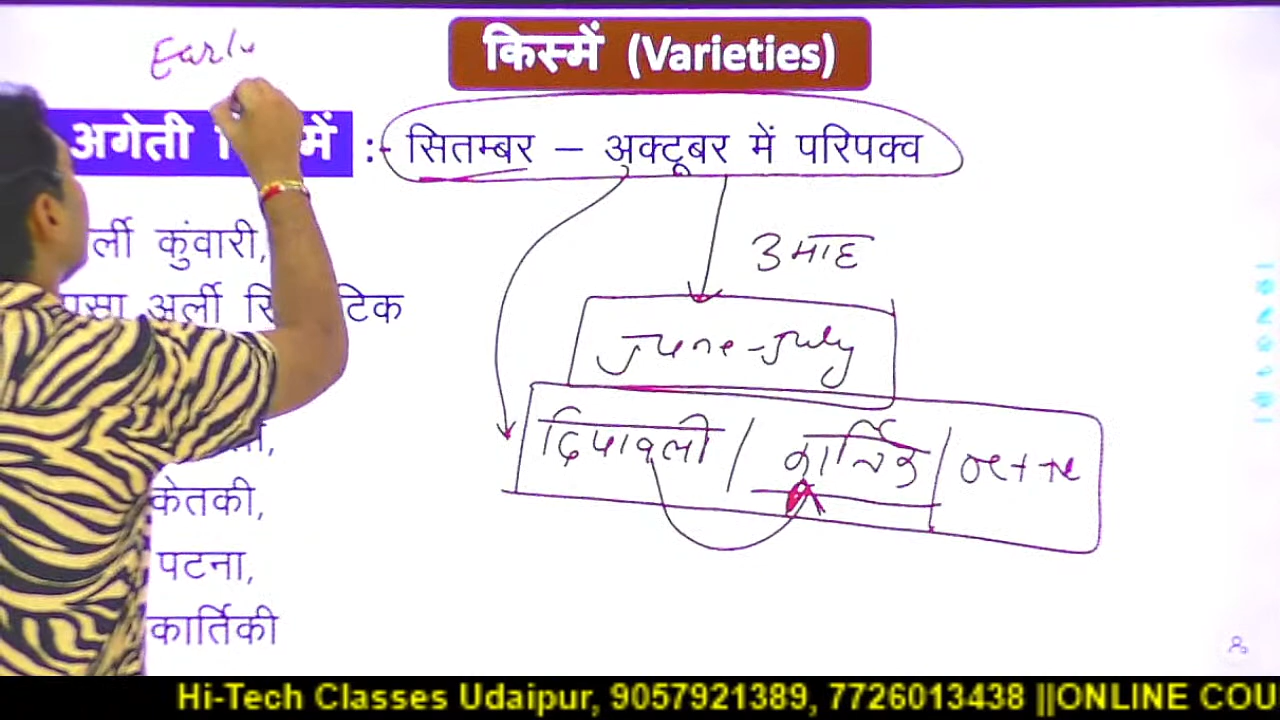 किस्में (Varieties)
Early
अगेती में :- सितम्बर – अक्टूबर में परिपक्व
र्ली कुंवारी,
3 माह
अर्ली टिक
June-July
दिपावली / कार्तिक /
केतकी,
पटना,
कार्तिकी
Hi-Tech Classes Udaipur, 9057921389, 7726013438 ||ONLINE COU